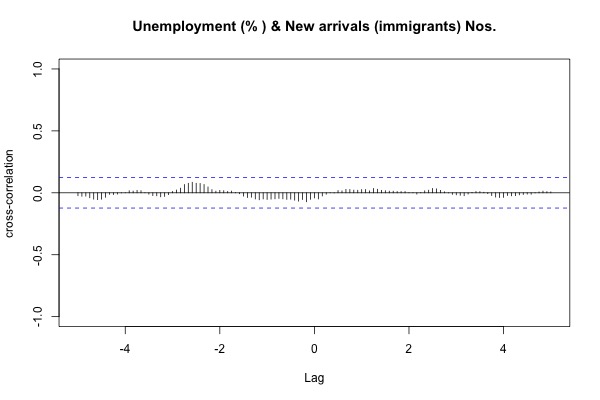 Unemployment (% ) & New arrivals (immigrants) Nos.
1.0
0.5
0.0
-0.5
-1.0
cross-correlation
-4 -2 0 2 4
Lag